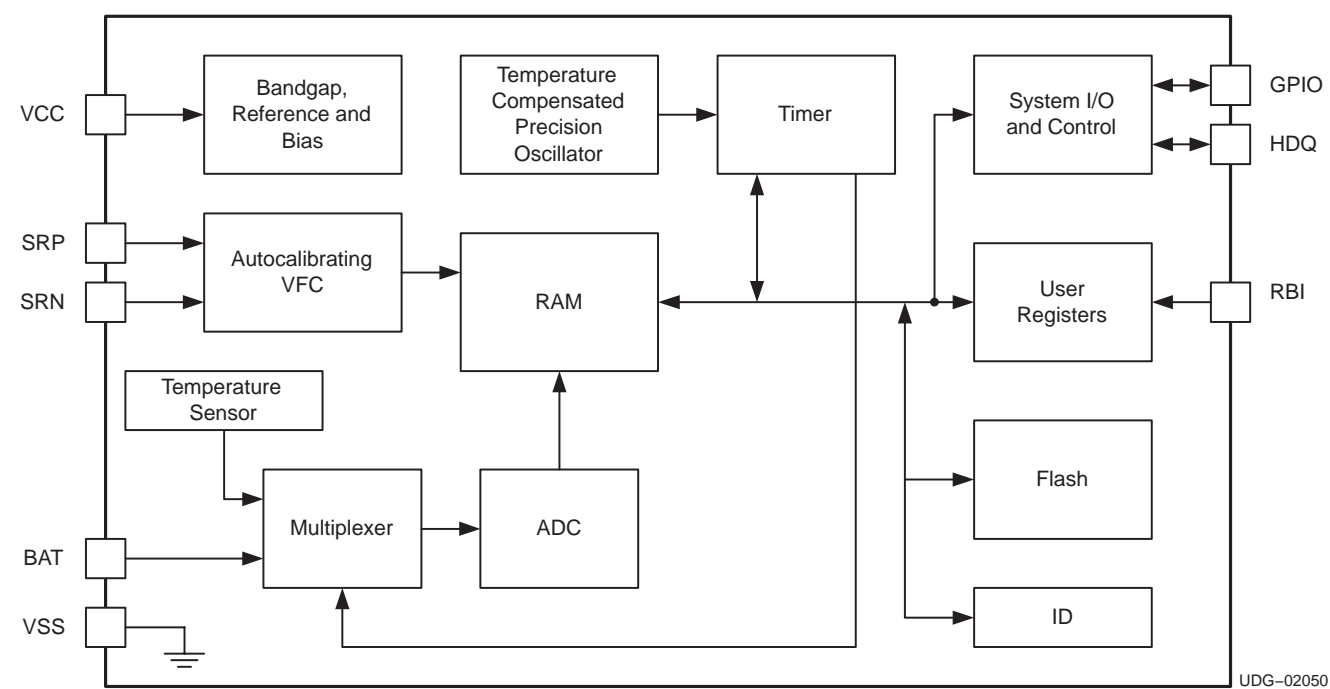 VCC
Bandgap,
Reference and
Bias
Temperature
Compensated
Precision
Oscillator
Timer
System I/O
and Control
GPIO
HDQ
SRP
SRN
Autocalibrating
VFC
RAM
User
Registers
RBI
Temperature
Sensor
Multiplexer
ADC
Flash
BAT
VSS
ID
UDG–02050